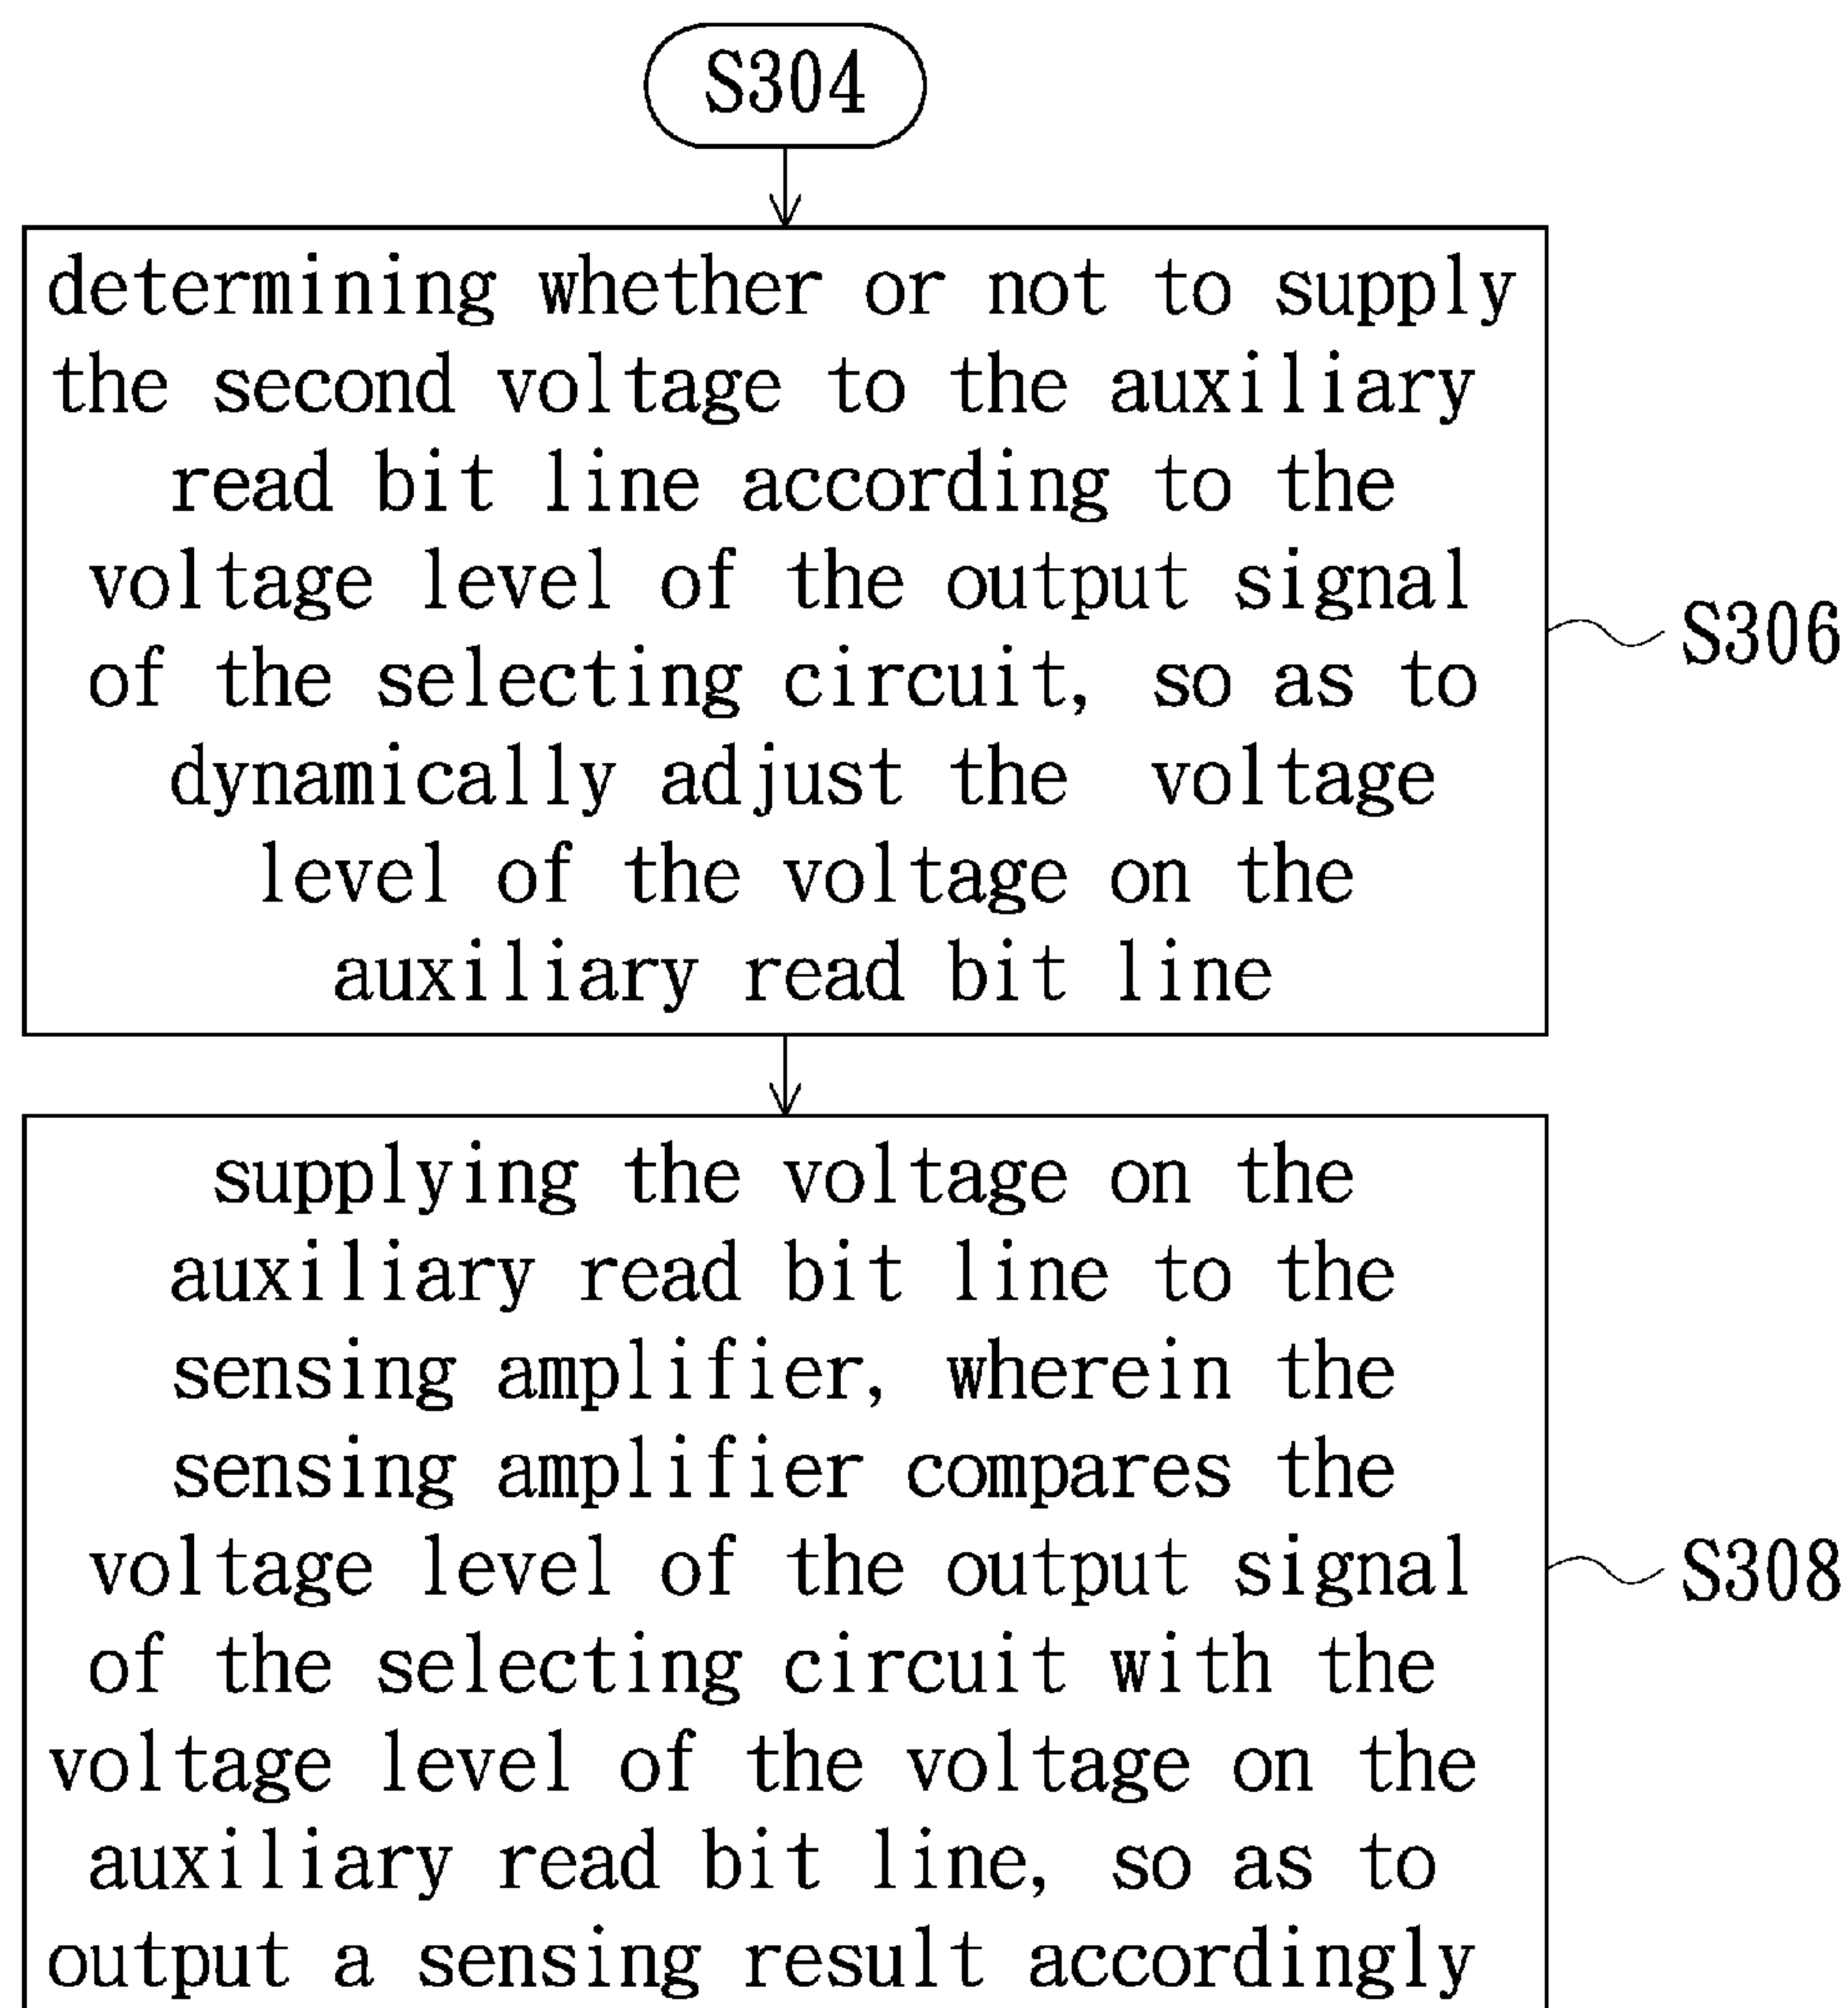 S304
determining whether or not to supply
the second voltage to the auxiliary
read bit line according to the
voltage level of the output signal
of the selecting circuit, so as to
dynamically adjust the voltage
level of the voltage on the
auxiliary read bit line
S306
supplying the voltage on the
auxiliary read bit line to the
sensing amplifier, wherein the
sensing amplifier compares the
voltage level of the output signal
of the selecting circuit with the
voltage level of the voltage on the
auxiliary read bit line, so as to
output a sensing result accordingly
S308